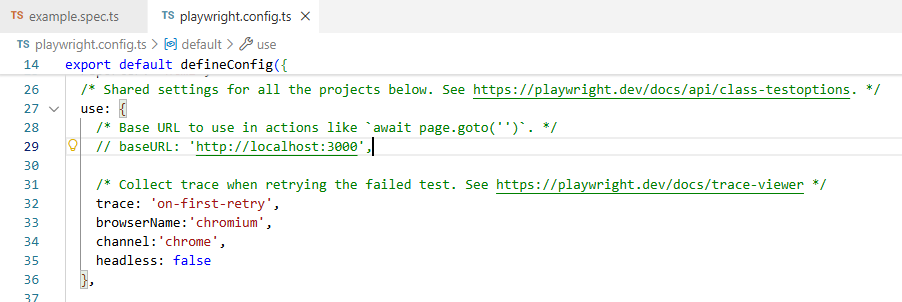 TS example.spec.ts TS playwright.config.ts
TS playwright.config.ts > default > use
14 export default defineConfig({
26 /* Shared settings for all the projects below. See https://playwright.dev/docs/api/class-testoptions. */
27 use: {
28 /* Base URL to use in actions like `await page.goto('')`. */
29 // baseURL: 'http://localhost:3000',
30
31 /* Collect trace when retrying the failed test. See https://playwright.dev/docs/trace-viewer */
32 trace: 'on-first-retry',
33 browserName:'chromium',
34 channel:'chrome',
35 headless: false
36 },
37